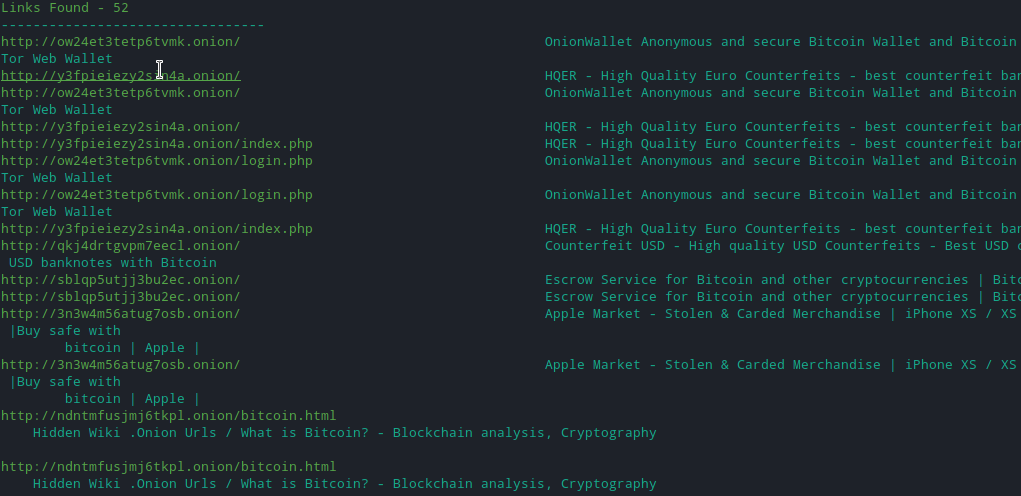 Links Found - 52
---------------------------------
http://ow24et3tetp6tvmk.onion/ OnionWallet Anonymous and secure Bitcoin Wallet and Bitcoin
Tor Web Wallet
http://y3fpieiezy2sin4a.onion/ HQER - High Quality Euro Counterfeits - best counterfeit ban
http://ow24et3tetp6tvmk.onion/ OnionWallet Anonymous and secure Bitcoin Wallet and Bitcoin
Tor Web Wallet
http://y3fpieiezy2sin4a.onion/ HQER - High Quality Euro Counterfeits - best counterfeit ban
http://y3fpieiezy2sin4a.onion/index.php HQER - High Quality Euro Counterfeits - best counterfeit ban
http://ow24et3tetp6tvmk.onion/login.php OnionWallet Anonymous and secure Bitcoin Wallet and Bitcoin
Tor Web Wallet
http://ow24et3tetp6tvmk.onion/login.php OnionWallet Anonymous and secure Bitcoin Wallet and Bitcoin
Tor Web Wallet
http://y3fpieiezy2sin4a.onion/index.php HQER - High Quality Euro Counterfeits - best counterfeit ban
http://qkj4drtgvpm7eecl.onion/ Counterfeit USD - High quality USD Counterfeits - Best USD c
USD banknotes with Bitcoin
http://sblqp5utjj3bu2ec.onion/ Escrow Service for Bitcoin and other cryptocurrencies | Bitc
http://sblqp5utjj3bu2ec.onion/ Escrow Service for Bitcoin and other cryptocurrencies | Bitc
http://3n3w4m56atug7osb.onion/ Apple Market - Stolen & Carded Merchandise | iPhone XS / XS
|Buy safe with
bitcoin | Apple |
http://3n3w4m56atug7osb.onion/ Apple Market - Stolen & Carded Merchandise | iPhone XS / XS
|Buy safe with
bitcoin | Apple |
http://ndntmfusjmj6tkpl.onion/bitcoin.html
Hidden Wiki .Onion Urls / What is Bitcoin? - Blockchain analysis, Cryptography
http://ndntmfusjmj6tkpl.onion/bitcoin.html
Hidden Wiki .Onion Urls / What is Bitcoin? - Blockchain analysis, Cryptography